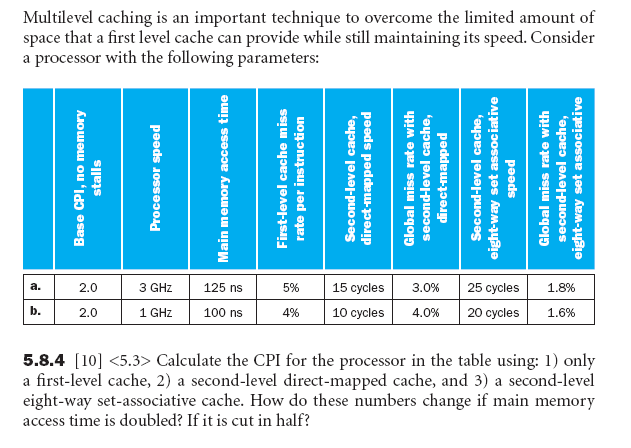 Multilevel caching is an important technique to overcome the limited amount of
space that a first level cache can provide while still maintaining its speed. Consider
a processor with the following parameters:
Base CPI, no memory
stalls
Processor speed
Main memory access time
First-level cache miss
rate per instruction
Second-level cache,
direct-mapped speed
Global miss rate with
second-level cache,
direct-mapped
Second-level cache,
eight-way set associative
speed
Global miss rate with
second-level cache,
eight-way set associative
a. 2.0 3 GHz 125 ns 5% 15 cycles 3.0% 25 cycles 1.8%
b. 2.0 1 GHz 100 ns 4% 10 cycles 4.0% 20 cycles 1.6%
5.8.4 [10] <5.3> Calculate the CPI for the processor in the table using: 1) only
a first-level cache, 2) a second-level direct-mapped cache, and 3) a second-level
eight-way set-associative cache. How do these numbers change if main memory
access time is doubled? If it is cut in half?